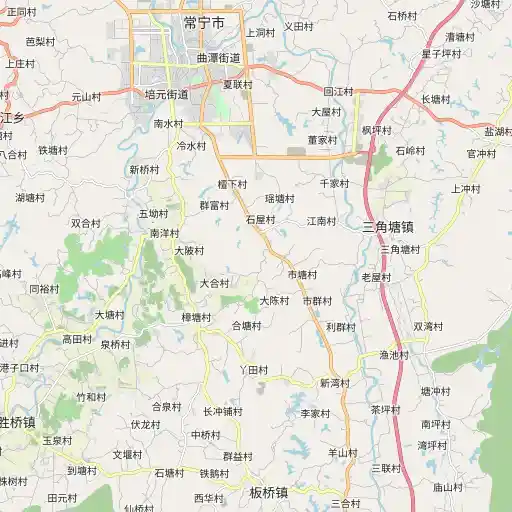 正同村
芭梨村
上庄村
常宁市
上洞村
义田村
石桥村
沙塘村
漕塘村
星子坪村
曲潭街道
夏联村
元山村
培元街道
回江村
长塘村
江乡
南水村
大屋村
枫坪村
盐湖村
八合村
铁塘村
冷水村
董家村
石岭村
官冲村
新桥村
檀下村
千家村
上冲村
湖塘村
群富村
瑶塘村
五坳村
石屋村
江南村
双合村
南洋村
三角塘镇
大陂村
三角塘村
高峰村
同裕村
大合村
市塘村
老屋村
大塘村
樟塘村
大陈村
市群村
合塘村
利群村
双湾村
进村
高田村
泉桥村
渔池村
港子口村
丫田村
新湾村
竹和村
塘冲村
合泉村
长冲铺村
李家村
茶坪村
胜桥镇
伏龙村
中桥村
南坪村
玉泉村
文堰村
群益村
羊山村
湾坪村
到塘村
石塘村
铁鹅村
三联村
株树村
田元村
仙桥村
西华村
板桥镇
三合村
庙山村